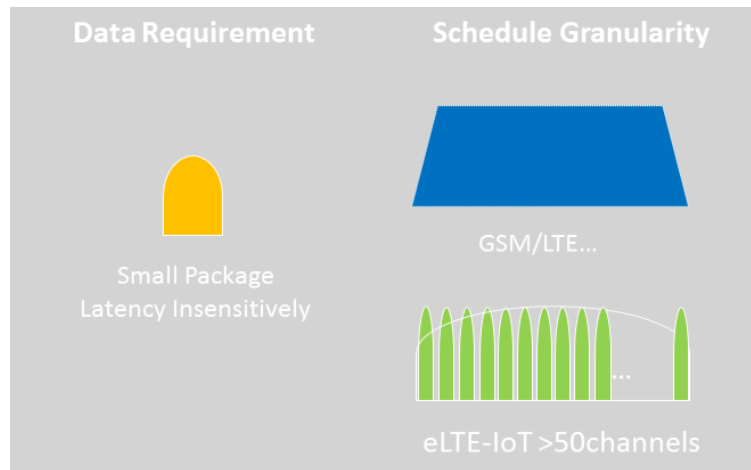 Data Requirement
Schedule Granularity
Small Package
Latency Insensitively
GSM/LTE...
...
eLTE-IoT >50channels